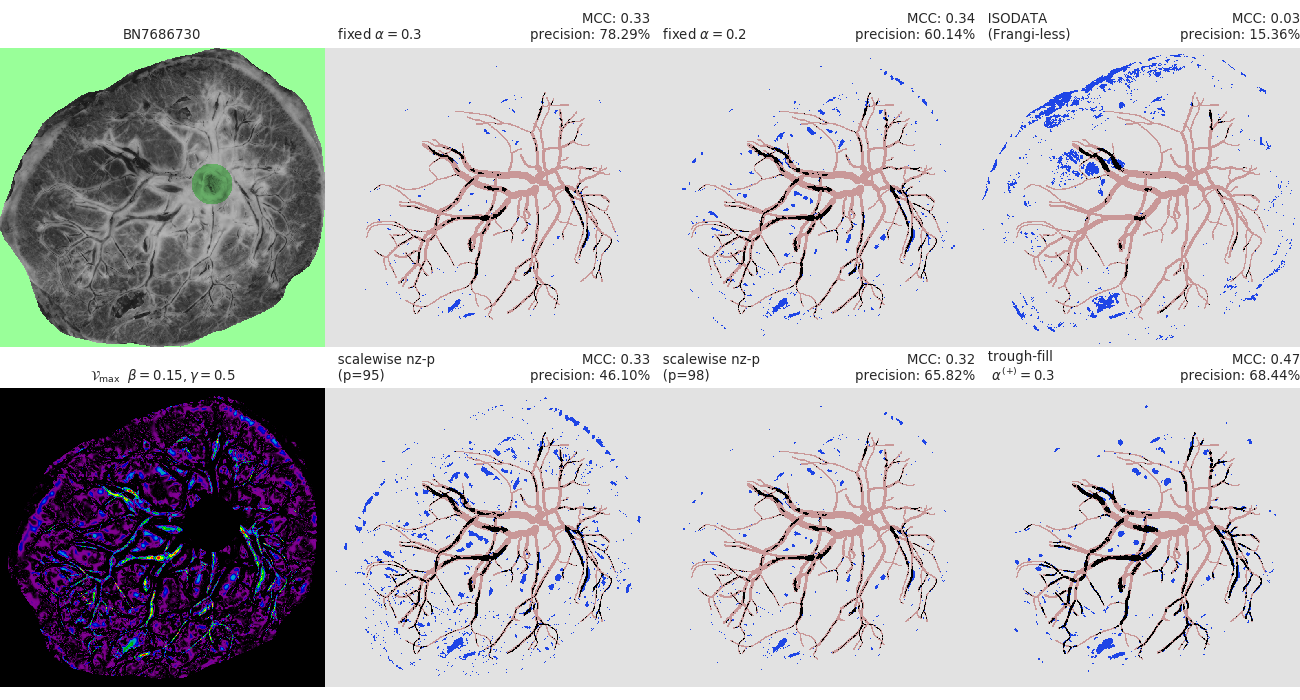 BN7686730
fixed α = 0.3
MCC: 0.33
precision: 78.29%
fixed α = 0.2
MCC: 0.34
precision: 60.14%
ISODATA
(Frangi-less)
MCC: 0.03
precision: 15.36%
𝒱max β = 0.15, γ = 0.5
scalewise nz-p
(p=95)
MCC: 0.33
precision: 46.10%
scalewise nz-p
(p=98)
MCC: 0.32
precision: 65.82%
trough-fill
α(+) = 0.3
MCC: 0.47
precision: 68.44%